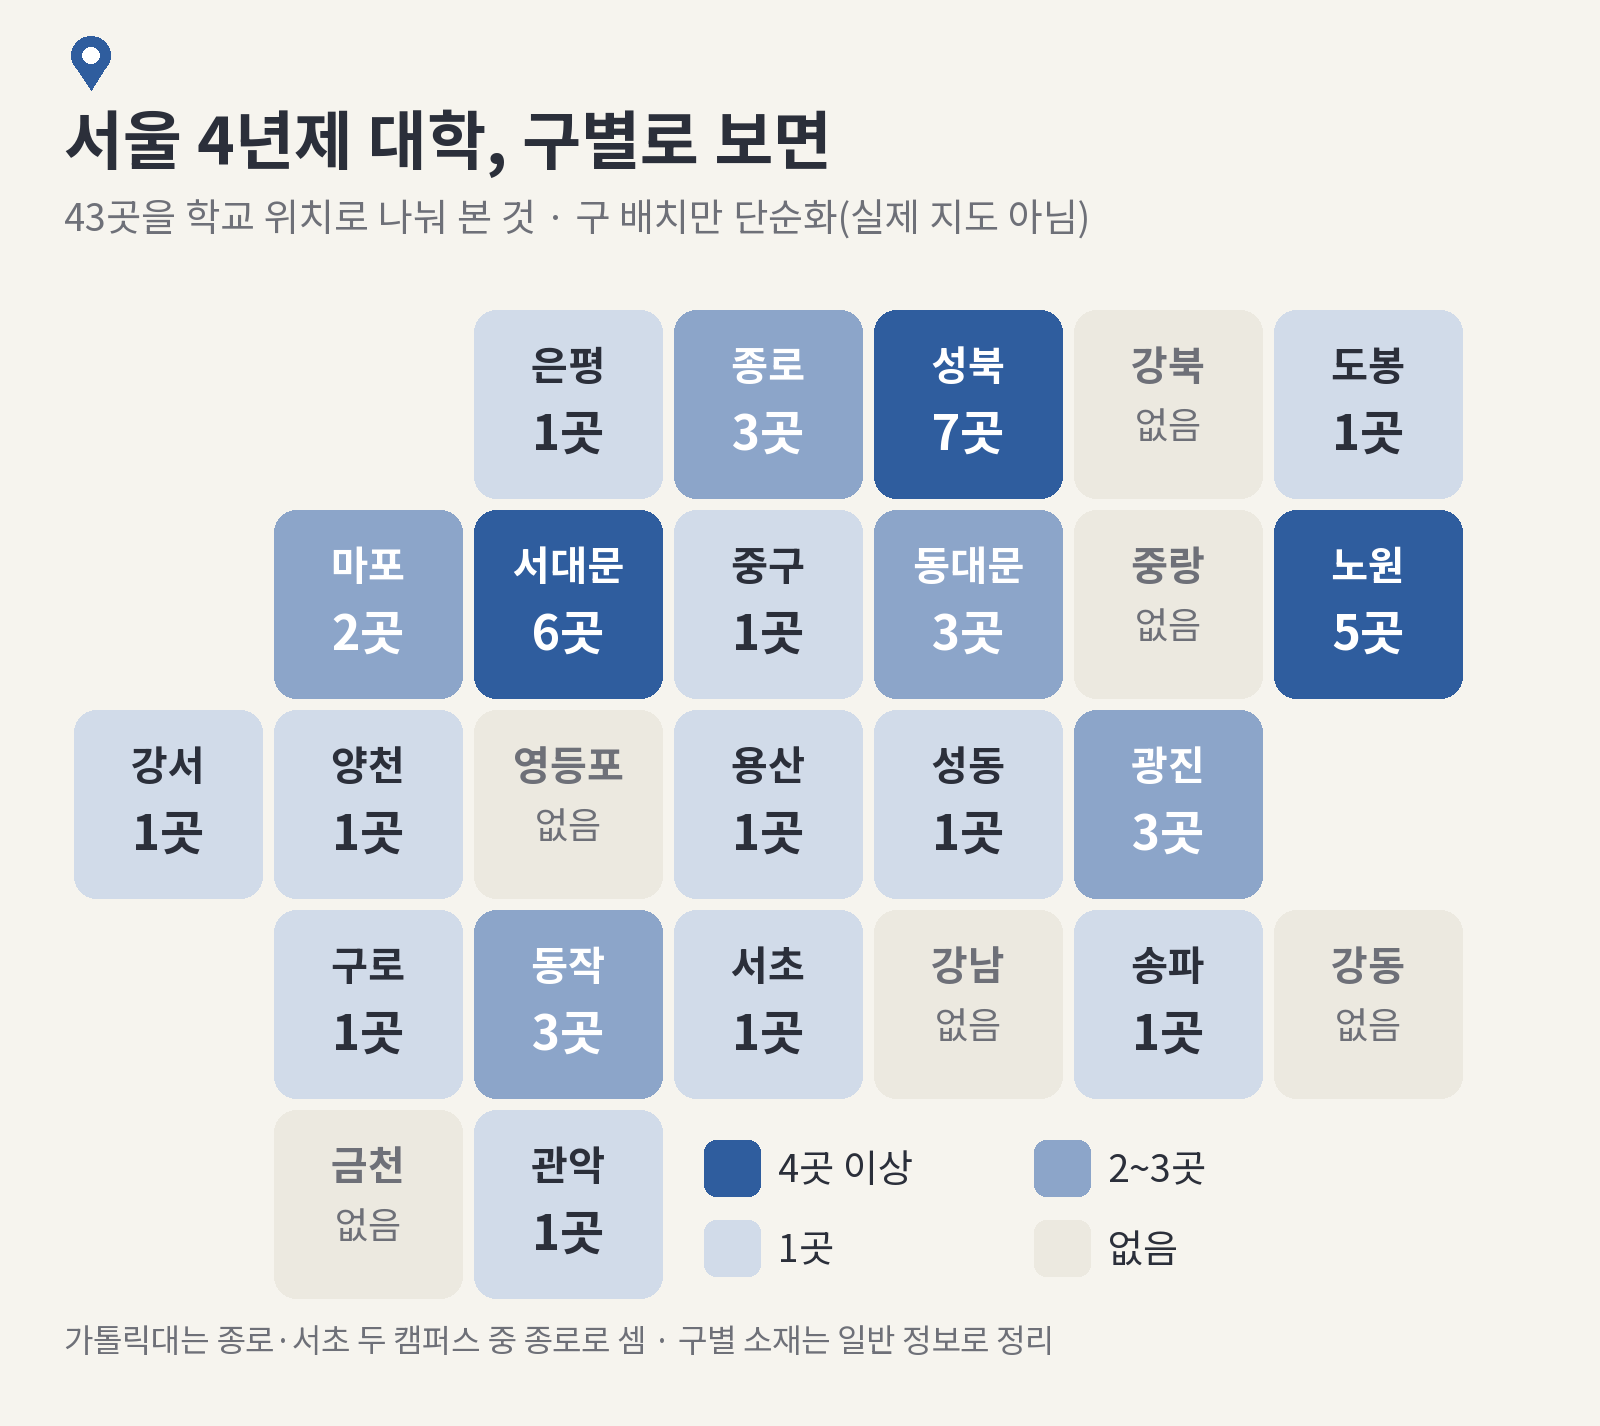 서울 4년제 대학, 구별로 보면
43곳을 학교 위치로 나눠 본 것 · 구 배치만 단순화(실제 지도 아님)
은평
1곳
종로
3곳
성북
7곳
강북
없음
도봉
1곳
마포
2곳
서대문
6곳
중구
1곳
동대문
3곳
중랑
없음
노원
5곳
강서
1곳
양천
1곳
영등포
없음
용산
1곳
성동
1곳
광진
3곳
구로
1곳
동작
3곳
서초
1곳
강남
없음
송파
1곳
강동
없음
금천
없음
관악
1곳
4곳 이상
2~3곳
1곳
없음
가톨릭대는 종로·서초 두 캠퍼스 중 종로로 셈 · 구별 소재는 일반 정보로 정리